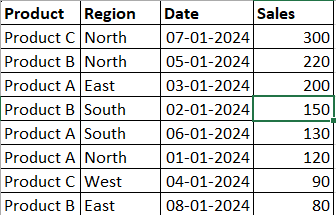 Product Region Date Sales
Product C North 07-01-2024 300
Product B North 05-01-2024 220
Product A East 03-01-2024 200
Product B South 02-01-2024 150
Product A South 06-01-2024 130
Product A North 01-01-2024 120
Product C West 04-01-2024 90
Product B East 08-01-2024 80